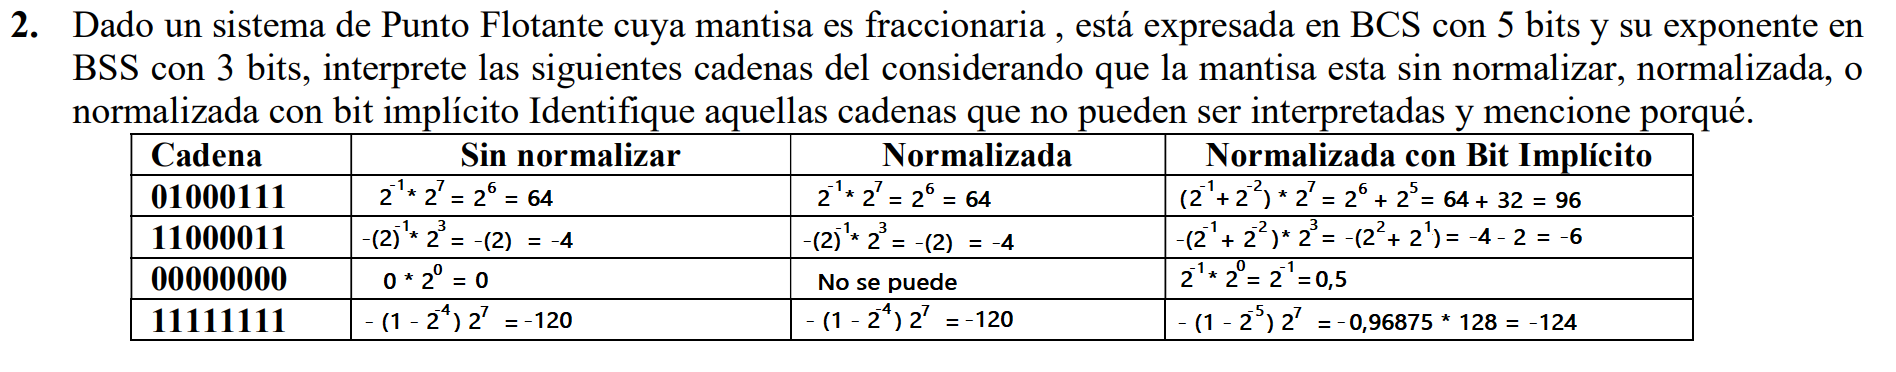 2. Dado un sistema de Punto Flotante cuya mantisa es fraccionaria , está expresada en BCS con 5 bits y su exponente en
BSS con 3 bits, interprete las siguientes cadenas del considerando que la mantisa esta sin normalizar, normalizada, o
normalizada con bit implícito Identifique aquellas cadenas que no pueden ser interpretadas y mencione porqué.
Cadena Sin normalizar Normalizada Normalizada con Bit Implícito
01000111 2^-1 * 2^7 = 2^6 = 64 2^-1 * 2^7 = 2^6 = 64 (2^-1 + 2^-2) * 2^7 = 2^6 + 2^5 = 64 + 32 = 96
11000011 -(2)^-1 * 2^3 = -(2) = -4 -(2)^-1 * 2^3 = -(2) = -4 -(2^-1 + 2^-2)* 2^3 = -(2^2 + 2^1) = -4 - 2 = -6
00000000 0 * 2^0 = 0 No se puede 2^-1 * 2^0 = 2^-1 = 0,5
11111111 - (1 - 2^-4) 2^7 = -120 - (1 - 2^-4) 2^7 = -120 - (1 - 2^-5) 2^7 = -0,96875 * 128 = -124